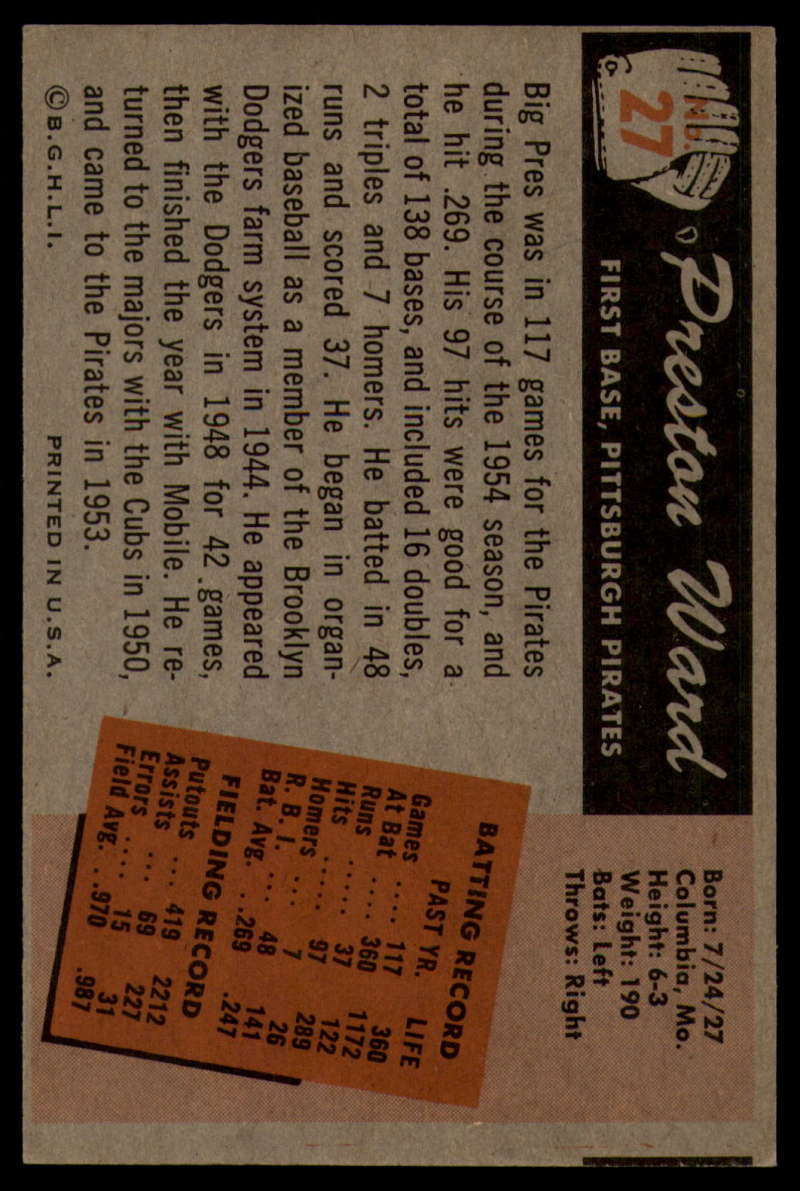 No.
27
Preston Ward
FIRST BASE, PITTSBURGH PIRATES
Born: 7/24/27
Columbia, Mo.
Height: 6-3
Weight: 190
Bats: Left
Throws: Right
Big Pres was in 117 games for the Pirates
during the course of the 1954 season, and
he hit .269. His 97 hits were good for a
total of 138 bases, and included 16 doubles,
2 triples and 7 homers. He batted in 48
runs and scored 37. He began in organ-
ized baseball as a member of the Brooklyn
Dodgers farm system in 1944. He appeared
with the Dodgers in 1948 for 42 games,
then finished the year with Mobile. He re-
turned to the majors with the Cubs in 1950,
and came to the Pirates in 1953.
©B.G.H.L.I. PRINTED IN U.S.A.
BATTING RECORD
PAST YR. LIFE
Games .... 117 360
At Bat .... 360 1172
Runs ..... 37 122
Hits ..... 97 289
Homers ... 7 26
R. B. I. ... 48 141
Bat. Avg. . .269 .247
FIELDING RECORD
Putouts ... 419 2212
Assists ... 69 227
Errors .... 15 31
Field Avg. . .970 .987